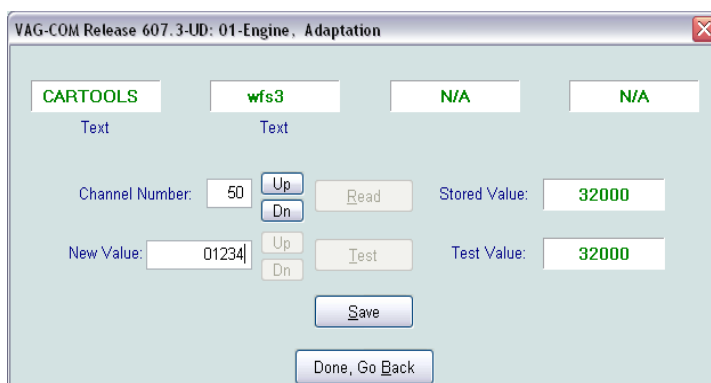 VAG-COM Release 607.3-UD: 01-Engine, Adaptation
CARTOOLS wfs3 N/A N/A
Text Text
Channel Number: 50 Up Dn Read Stored Value: 32000
New Value: 01234 Up Dn Test Test Value: 32000
Save
Done, Go Back